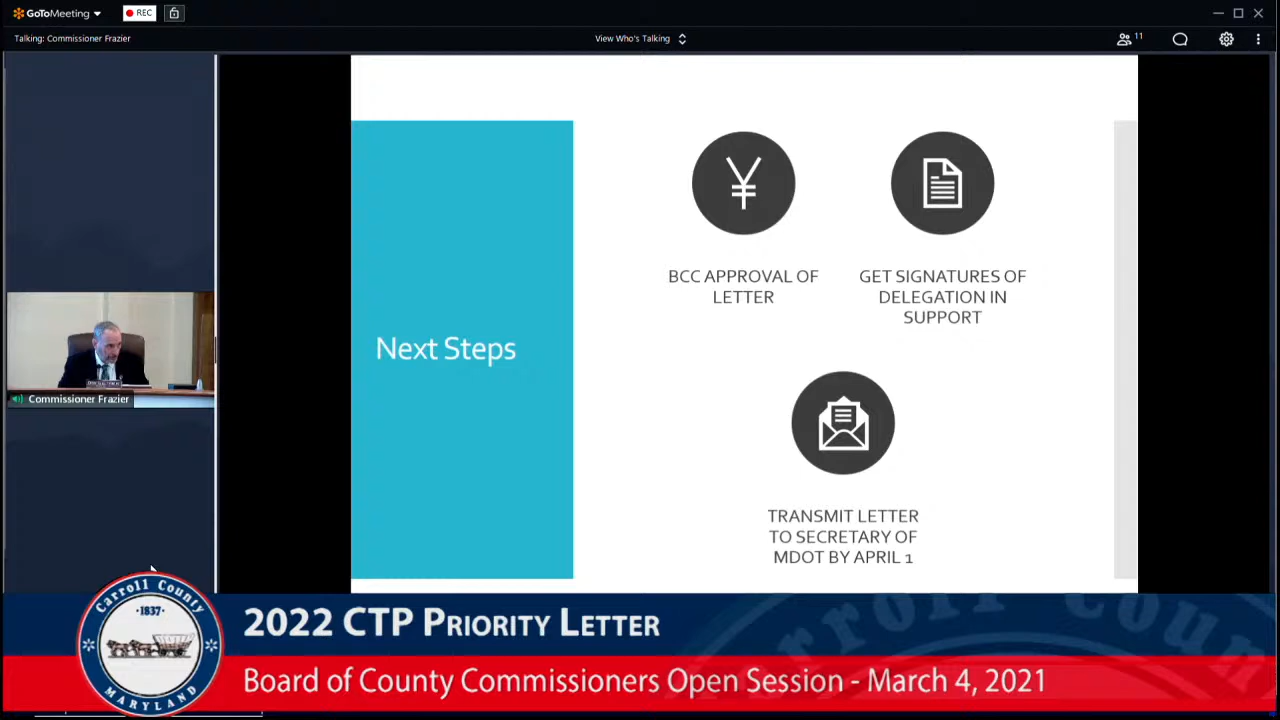 GoToMeeting
REC
Talking: Commissioner Frazier
View Who's Talking
11
¥
BCC APPROVAL OF
LETTER
GET SIGNATURES OF
DELEGATION IN
SUPPORT
Next Steps
Commissioner Frazier
TRANSMIT LETTER
TO SECRETARY OF
MDOT BY APRIL 1
Carroll County
1837
MARYLAND
2022 CTP PRIORITY LETTER
Board of County Commissioners Open Session - March 4, 2021
Carroll Coun